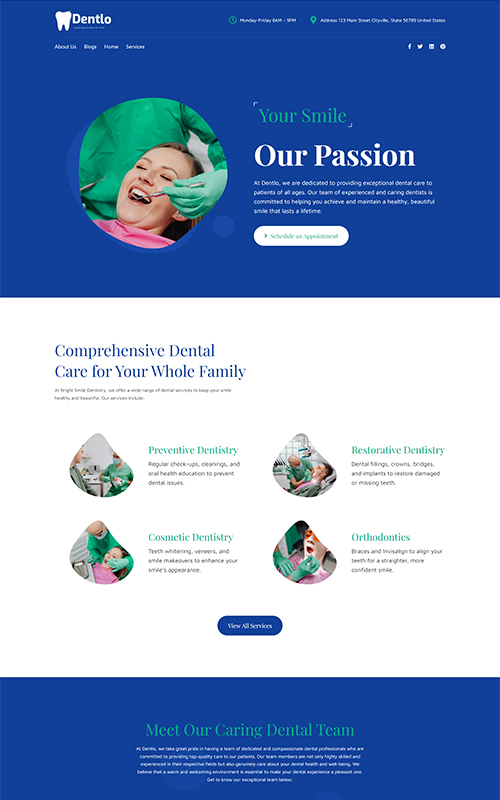 Dentlo
Monday-Friday 8AM - 9PM
Address 123 Main Street Cityville, State 56789 United States
About Us
Blogs
Home
Services
Your Smile
Our Passion
At Dentlo, we are dedicated to providing exceptional dental care to
patients of all ages. Our team of experienced and caring dentists is
committed to helping you achieve and maintain a healthy, beautiful
smile that lasts a lifetime.
Schedule an Appointment
Comprehensive Dental
Care for Your Whole Family
At Bright Smile Dentistry, we offer a wide range of dental services to keep your smile
healthy and beautiful. Our services include:
Preventive Dentistry
Regular check-ups, cleanings, and
oral health education to prevent
dental issues.
Restorative Dentistry
Dental fillings, crowns, bridges,
and implants to restore damaged
or missing teeth.
Cosmetic Dentistry
Teeth whitening, veneers, and
smile makeovers to enhance your
smile's appearance.
Orthodontics
Braces and Invisalign to align your
teeth for a straighter, more
confident smile.
View All Services
Meet Our Caring Dental Team
At Dentlo, we take great pride in having a team of dedicated and compassionate dental professionals who are
committed to providing top-quality care to our patients. Our team members are not only highly skilled and
experienced in their respective fields but also genuinely care about your dental health and well-being. We
believe that a warm and welcoming environment is essential to make your dental experience a pleasant one.
Get to know our exceptional team below: